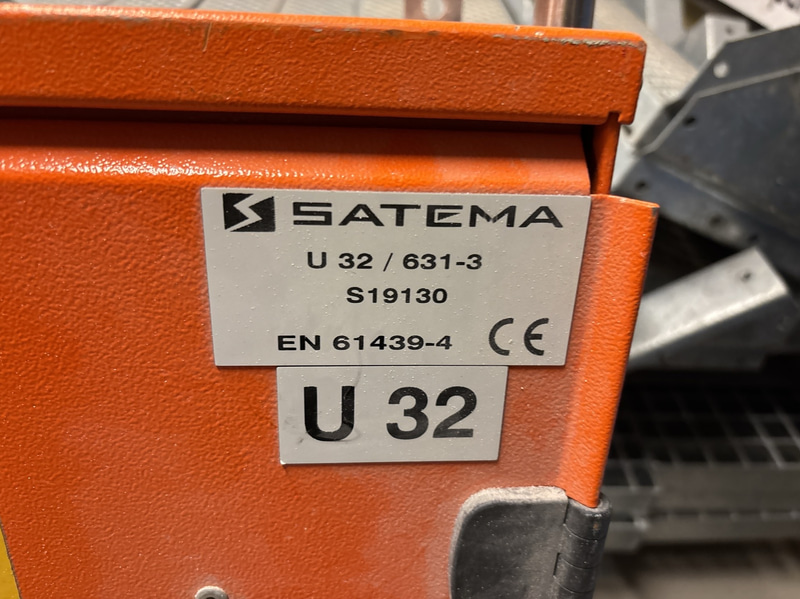 SATEMA
U 32 / 631-3
S19130
EN 61439-4 CE
U 32